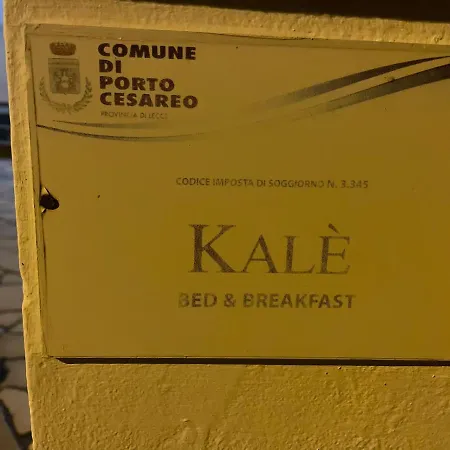 COMUNE
DI
PORTO
CESAREO
PROVINCIA DI LECCE
CODICE IMPOSTA DI SOGGIORNO N. 3.345
KALÈ
BED & BREAKFAST